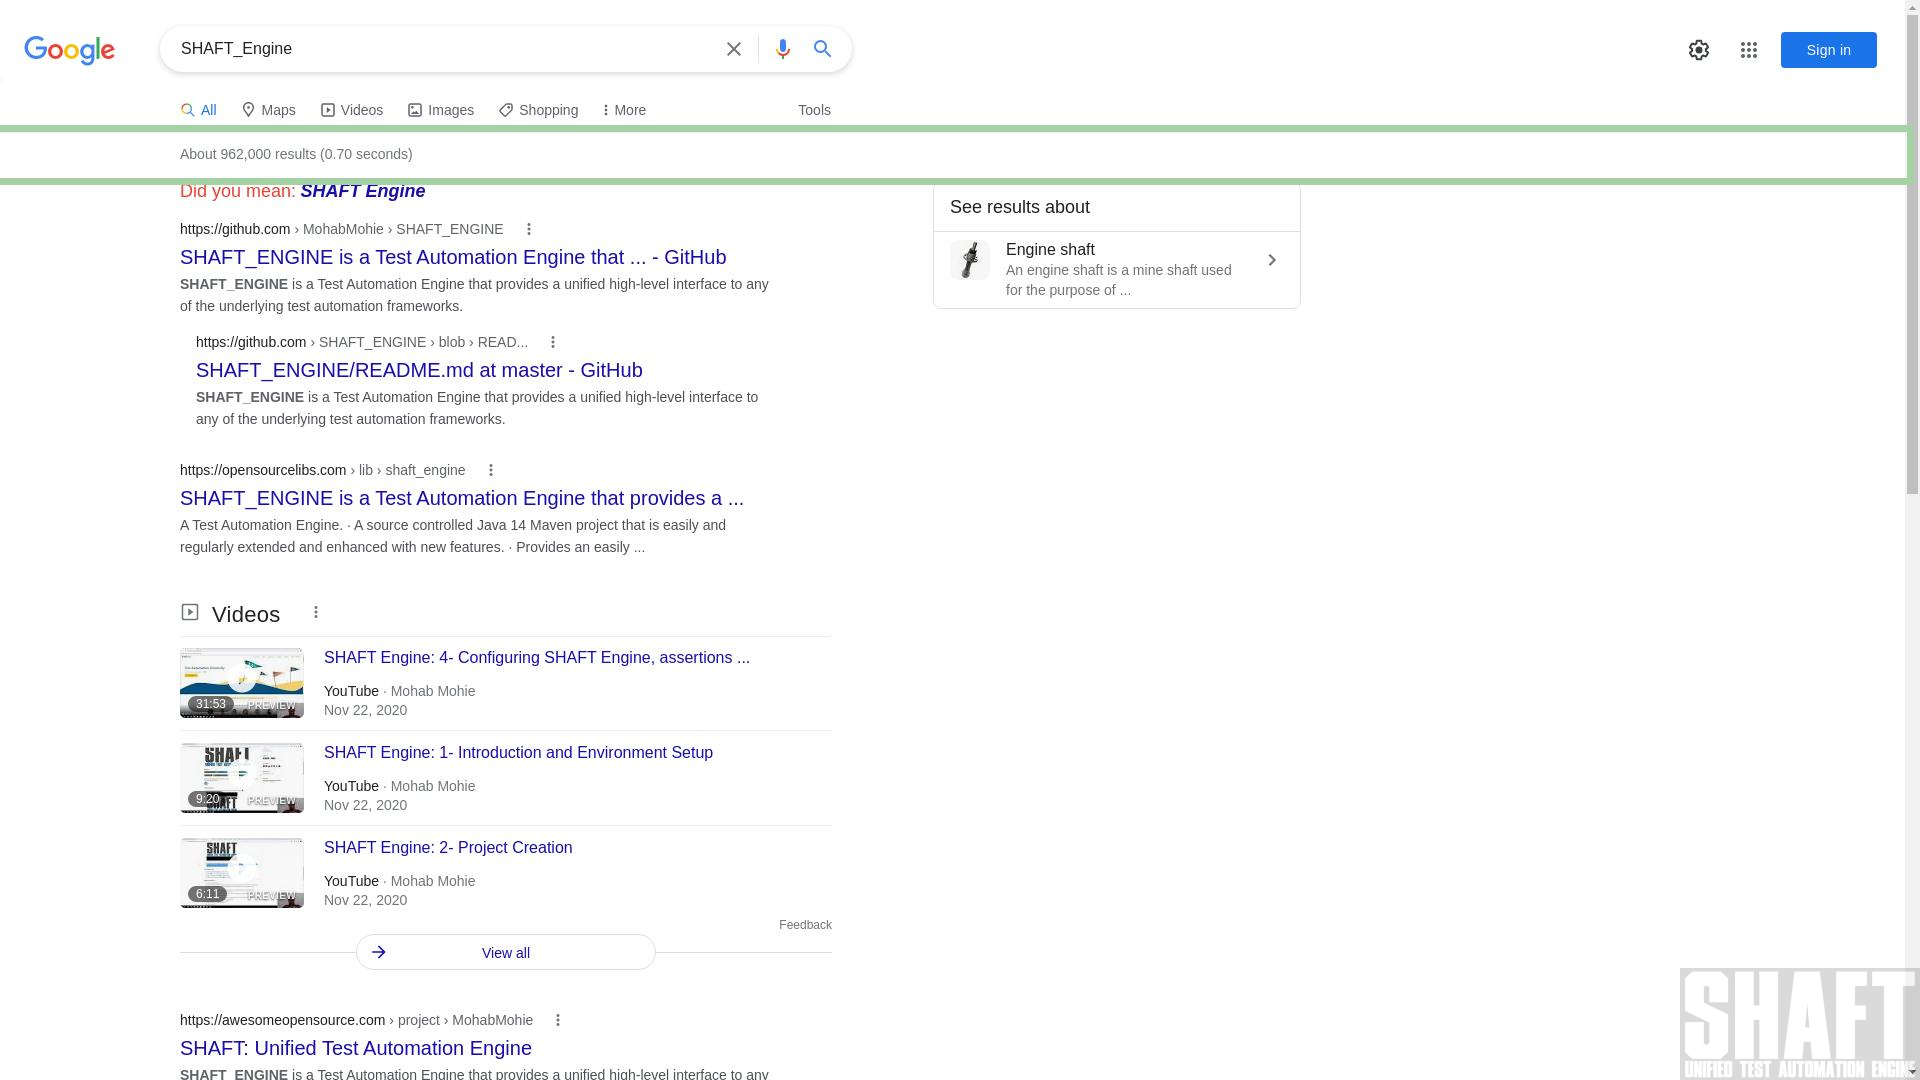 Google
SHAFT_Engine
Sign in
All
Maps
Videos
Images
Shopping
More
Tools
About 962,000 results (0.70 seconds)
Did you mean: SHAFT Engine
https://github.com › MohabMohie › SHAFT_ENGINE
SHAFT_ENGINE is a Test Automation Engine that ... - GitHub
SHAFT_ENGINE is a Test Automation Engine that provides a unified high-level interface to any
of the underlying test automation frameworks.
https://github.com › SHAFT_ENGINE › blob › READ...
SHAFT_ENGINE/README.md at master - GitHub
SHAFT_ENGINE is a Test Automation Engine that provides a unified high-level interface to
any of the underlying test automation frameworks.
https://opensourcelibs.com › lib › shaft_engine
SHAFT_ENGINE is a Test Automation Engine that provides a ...
A Test Automation Engine. · A source controlled Java 14 Maven project that is easily and
regularly extended and enhanced with new features. · Provides an easily ...
See results about
Engine shaft
An engine shaft is a mine shaft used
for the purpose of ...
Videos
31:53
PREVIEW
SHAFT Engine: 4- Configuring SHAFT Engine, assertions ...
YouTube · Mohab Mohie
Nov 22, 2020
SHAFT
9:20
PREVIEW
SHAFT
SHAFT Engine: 1- Introduction and Environment Setup
YouTube · Mohab Mohie
Nov 22, 2020
SHAFT
6:11
PREVIEW
SHAFT Engine: 2- Project Creation
YouTube · Mohab Mohie
Nov 22, 2020
Feedback
View all
https://awesomeopensource.com › project › MohabMohie
SHAFT: Unified Test Automation Engine
SHAFT_ENGINE is a Test Automation Engine that provides a unified high-level interface to any
SHAFT
UNIFIED TEST AUTOMATION ENGINE